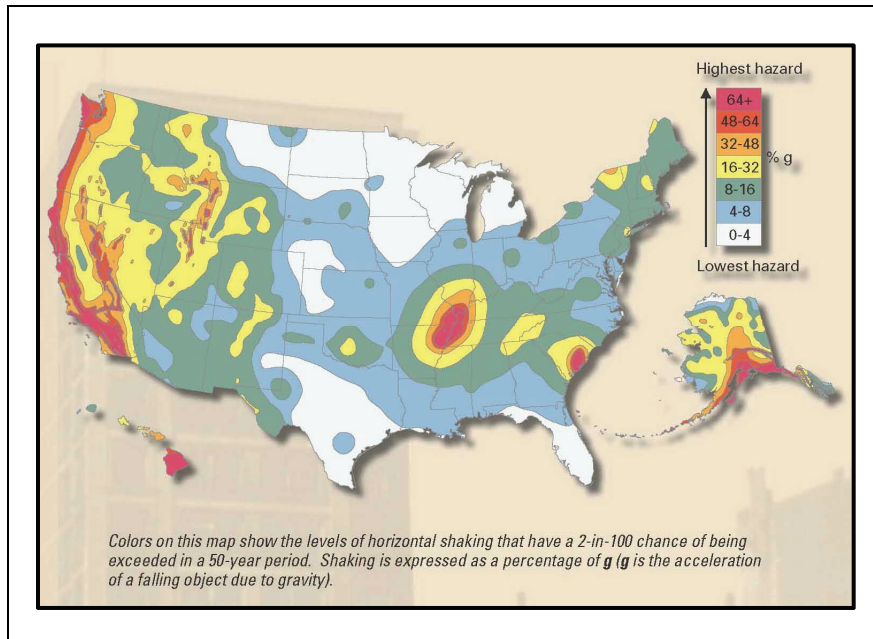 Highest hazard
64+
48-64
32-48
16-32
8-16
4-8
0-4
% g
Lowest hazard
Colors on this map show the levels of horizontal shaking that have a 2-in-100 chance of being
exceeded in a 50-year period.  Shaking is expressed as a percentage of g (g is the acceleration
of a falling object due to gravity).